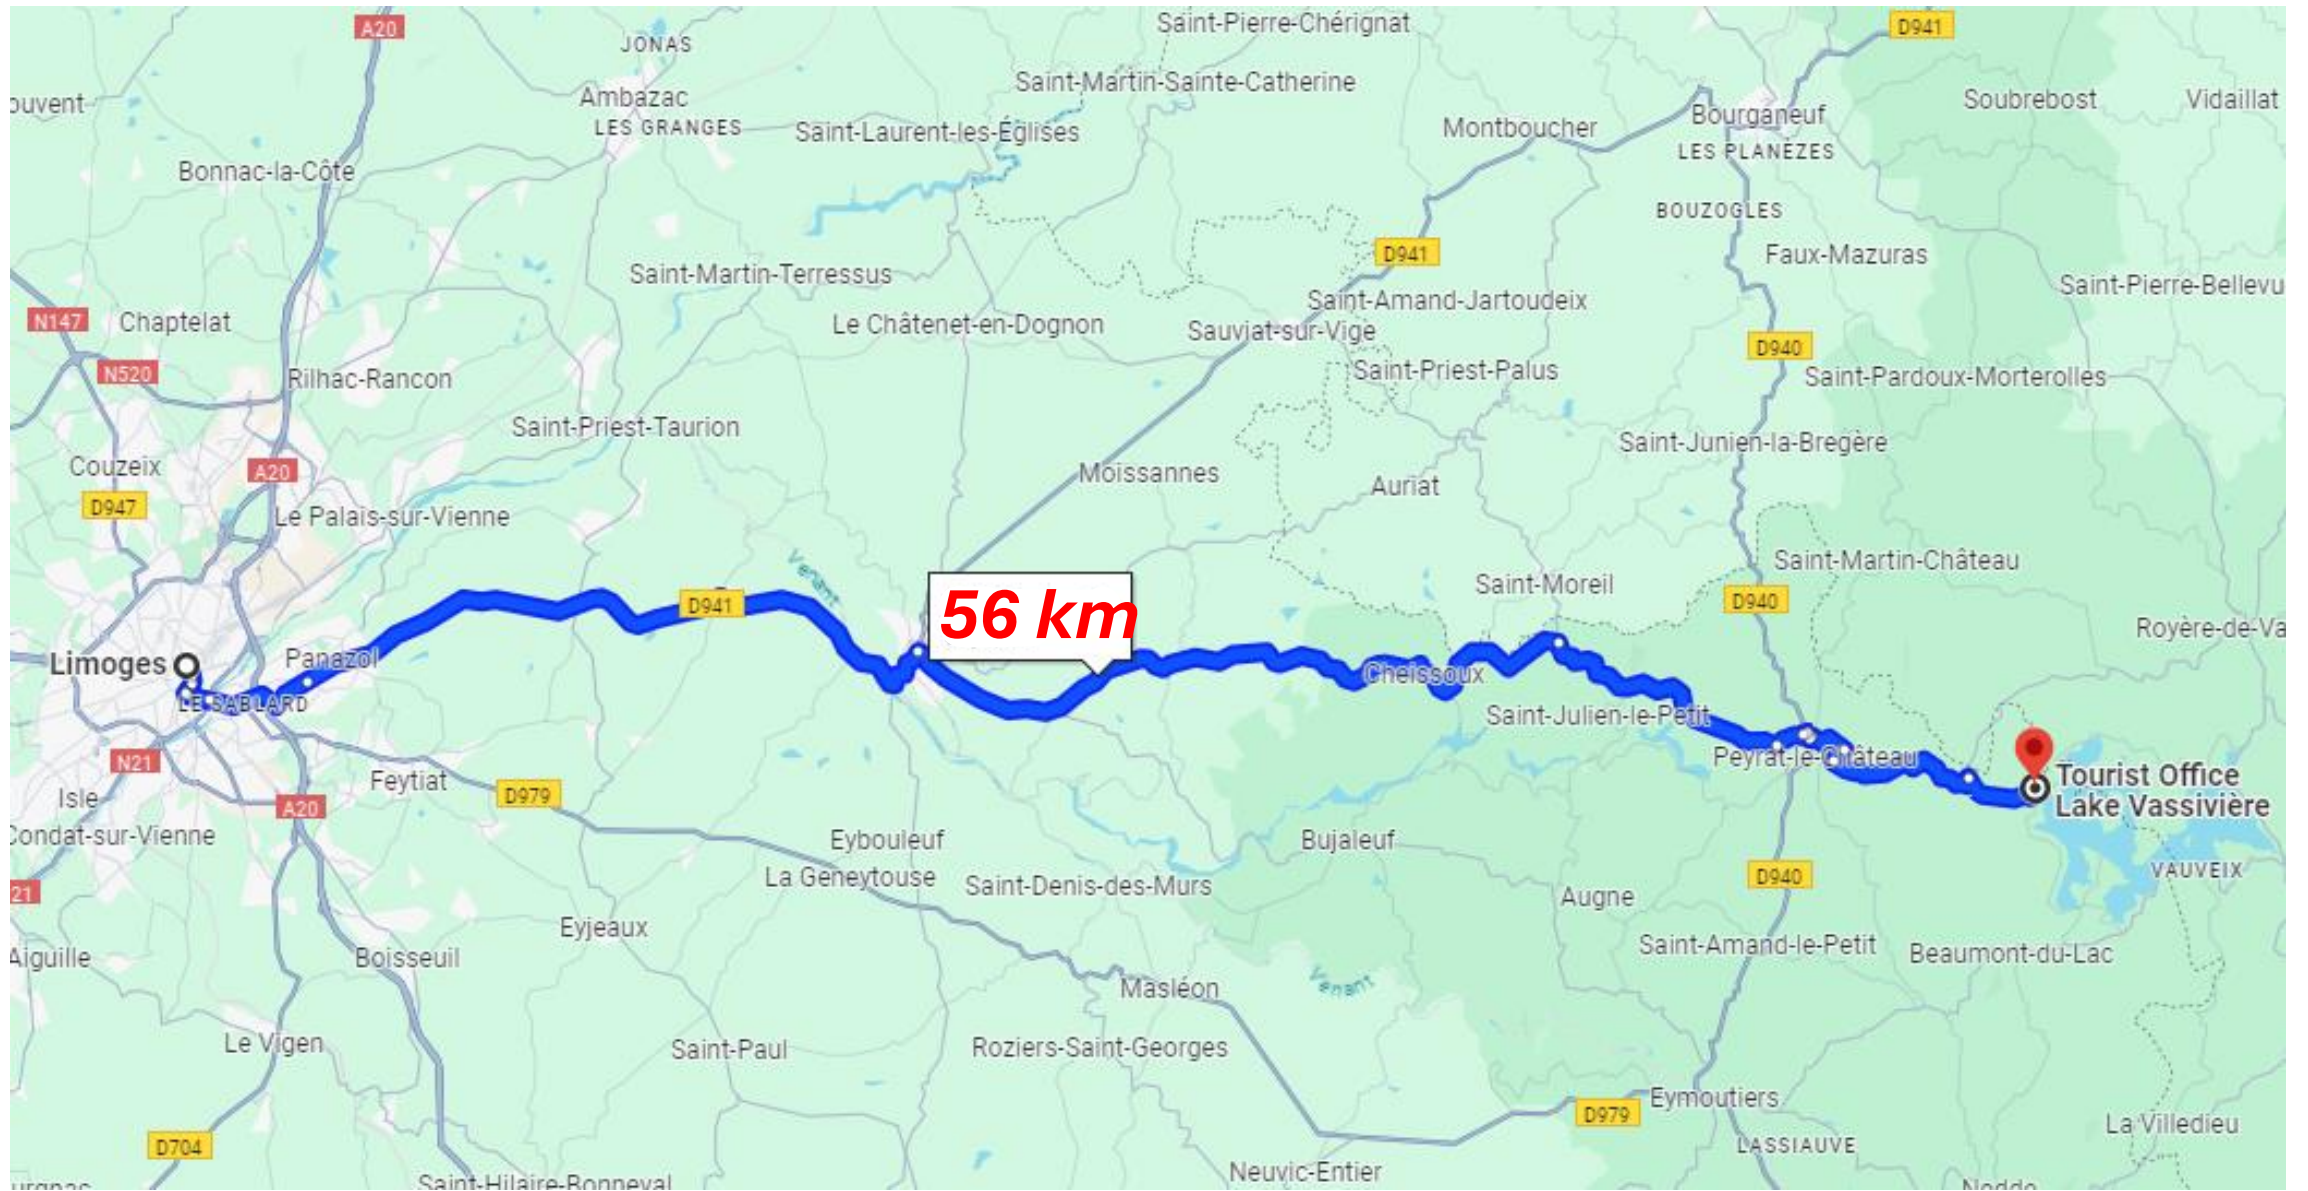 A20
Saint-Pierre-Chérignat
D941
JONAS
Saint-Martin-Sainte-Catherine
Ambazac
LES GRANGES
Saint-Laurent-les-Églises
ouvent
Soubrebost
Vidaillat
Bourganeuf
Montboucher
LES PLANÈZES
Bonnac-la-Côte
BOUZOGLES
D941
Faux-Mazuras
Saint-Martin-Terressus
Saint-Pierre-Bellevu
Saint-Amand-Jartoudeix
N147
Chaptelat
Le Châtenet-en-Dognon
Sauviat-sur-Vige
D940
N520
Rilhac-Rancon
Saint-Priest-Palus
Saint-Pardoux-Morterolles
Saint-Priest-Taurion
Saint-Junien-la-Bregère
Couzeix
A20
Moissannes
Auriat
D947
Le Palais-sur-Vienne
Saint-Martin-Château
Vienant
Saint-Moreil
D941
D940
56 km
Royère-de-Va
Limoges
Panazol
Cheissoux
LE SABLARD
Saint-Julien-le-Petit
N21
Peyrat-le-Château
Tourist Office
Lake Vassivière
Feytiat
D979
Isle
A20
Condat-sur-Vienne
Eybouleuf
Bujaleuf
VAUVEIX
La Geneytouse
Saint-Denis-des-Murs
D940
21
Augne
Eyjeaux
Saint-Amand-le-Petit
Beaumont-du-Lac
Aiguille
Boisseuil
Masléon
Le Vigen
Saint-Paul
Roziers-Saint-Georges
Eymoutiers
D979
La Villedieu
D704
LASSIAUVE
Neuvic-Entier
Saint-Hilaire-Bonneval